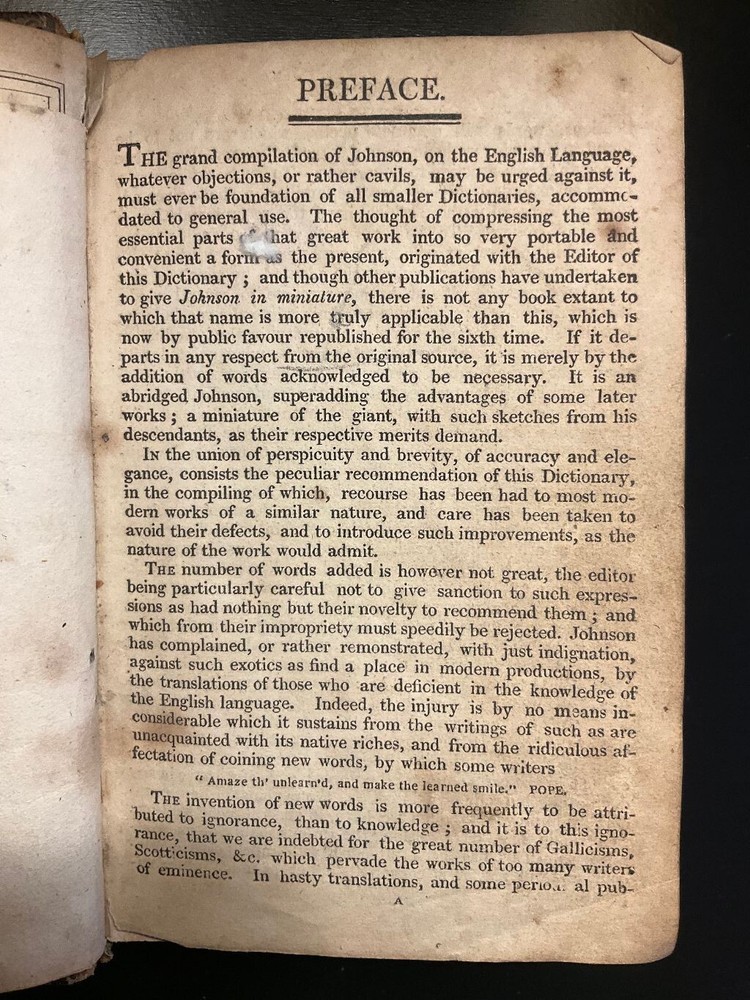 PREFACE.
THE grand compilation of Johnson, on the English Language,
whatever objections, or rather cavils, may be urged against it,
must ever be foundation of all smaller Dictionaries, accommo-
dated to general use. The thought of compressing the most
essential parts that great work into so very portable and
convenient a form as the present, originated with the Editor of
this Dictionary ; and though other publications have undertaken
to give Johnson in miniature, there is not any book extant to
which that name is more truly applicable than this, which is
now by public favour republished for the sixth time. If it de-
parts in any respect from the original source, it is merely by the
addition of words acknowledged to be necessary. It is an
abridged Johnson, superadding the advantages of some later
works ; a miniature of the giant, with such sketches from his
descendants, as their respective merits demand.
IN the union of perspicuity and brevity, of accuracy and ele-
gance, consists the peculiar recommendation of this Dictionary,
in the compiling of which, recourse has been had to most mo-
dern works of a similar nature, and care has been taken to
avoid their defects, and to introduce such improvements, as the
nature of the work would admit.
THE number of words added is however not great, the editor
being particularly careful not to give sanction to such expres-
sions as had nothing but their novelty to recommend them ; and
which from their impropriety must speedily be rejected. Johnson
has complained, or rather remonstrated, with just indignation,
against such exotics as find a place in modern productions, by
the translations of those who are deficient in the knowledge of
the English language. Indeed, the injury is by no means in-
considerable which it sustains from the writings of such as are
unacquainted with its native riches, and from the ridiculous af-
fectation of coining new words, by which some writers
" Amaze th' unlearn'd, and make the learned smile." POPE.
THE invention of new words is more frequently to be attri-
buted to ignorance, than to knowledge ; and it is to this igno-
rance, that we are indebted for the great number of Gallicisms,
Scotticisms, &c. which pervade the works of too many writers
of eminence. In hasty translations, and some pub-
A